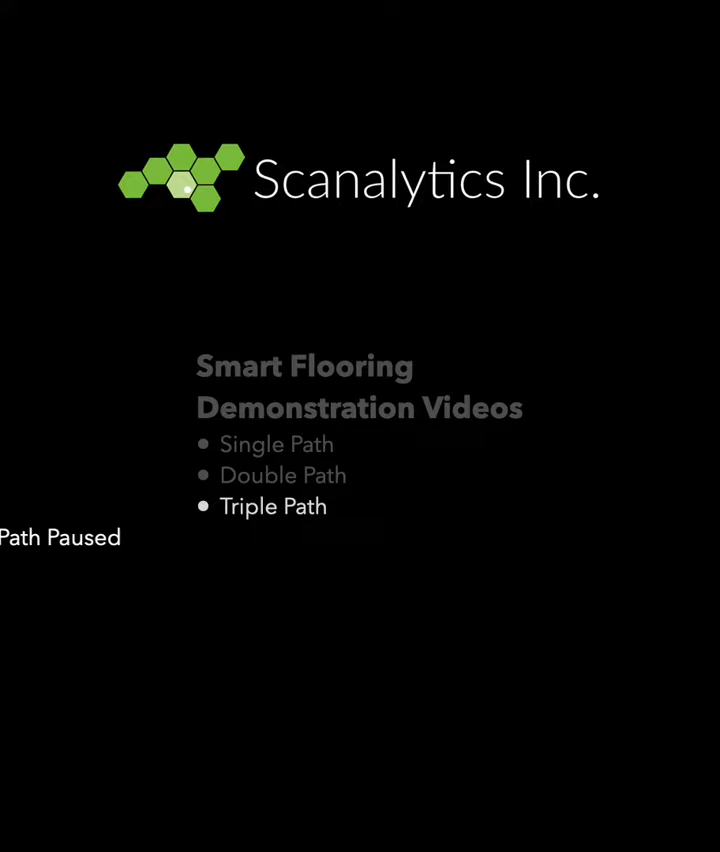 Scanalytics Inc.
Smart Flooring
Demonstration Videos
• Single Path
• Double Path
• Triple Path
Path Paused